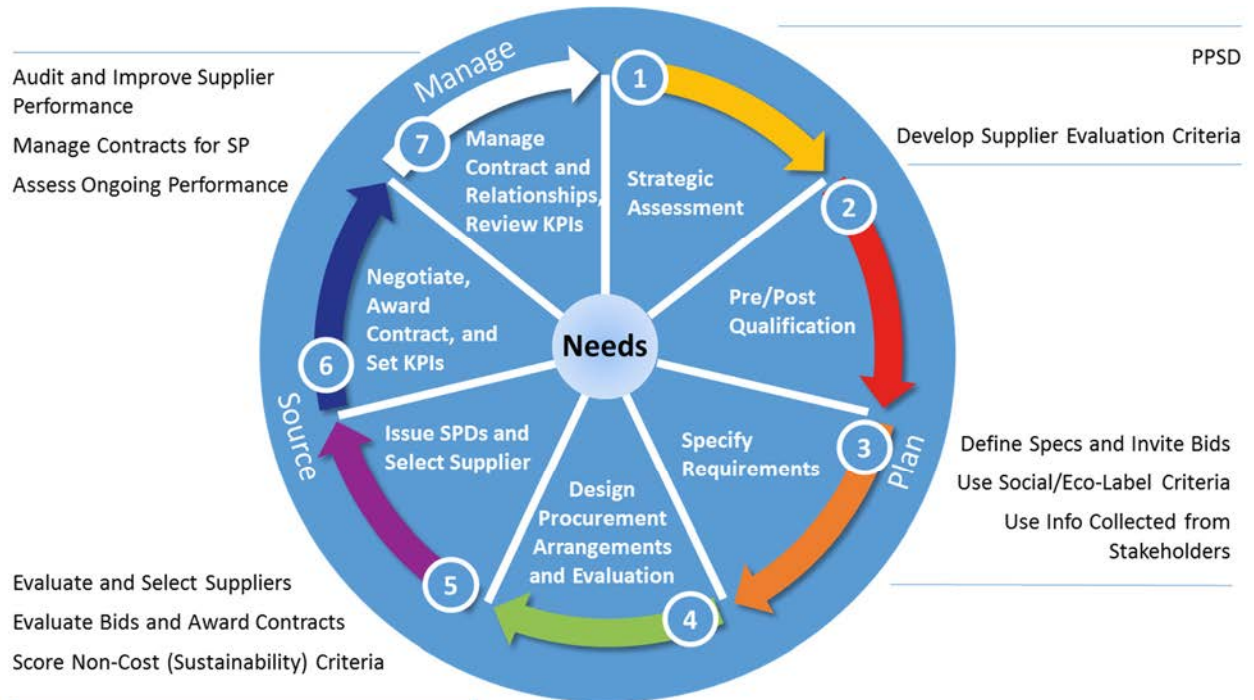 Audit and Improve Supplier
Performance
Manage Contracts for SP
Assess Ongoing Performance
PPSD
Develop Supplier Evaluation Criteria
Manage
1
Strategic
Assessment
2
Pre/Post
Qualification
Plan
3
Specify
Requirements
Define Specs and Invite Bids
Use Social/Eco-Label Criteria
Use Info Collected from
Stakeholders
4
Design
Procurement
Arrangements
and Evaluation
5
Issue SPDs and
Select Supplier
Source
6
Negotiate,
Award
Contract, and
Set KPIs
7
Manage
Contract and
Relationships,
Review KPIs
Needs
Evaluate and Select Suppliers
Evaluate Bids and Award Contracts
Score Non-Cost (Sustainability) Criteria